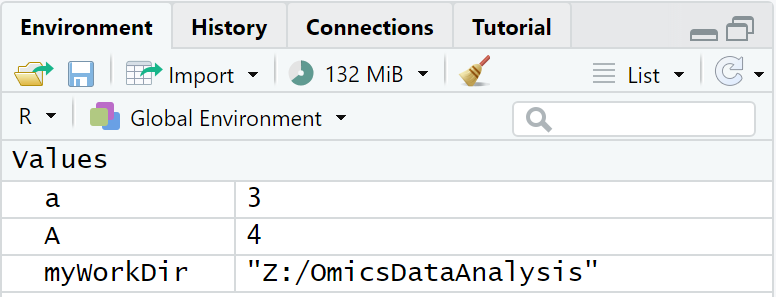 Environment History Connections Tutorial
Import 132 MiB List
R Global Environment
Values
a 3
A 4
myWorkDir "Z:/OmicsDataAnalysis"